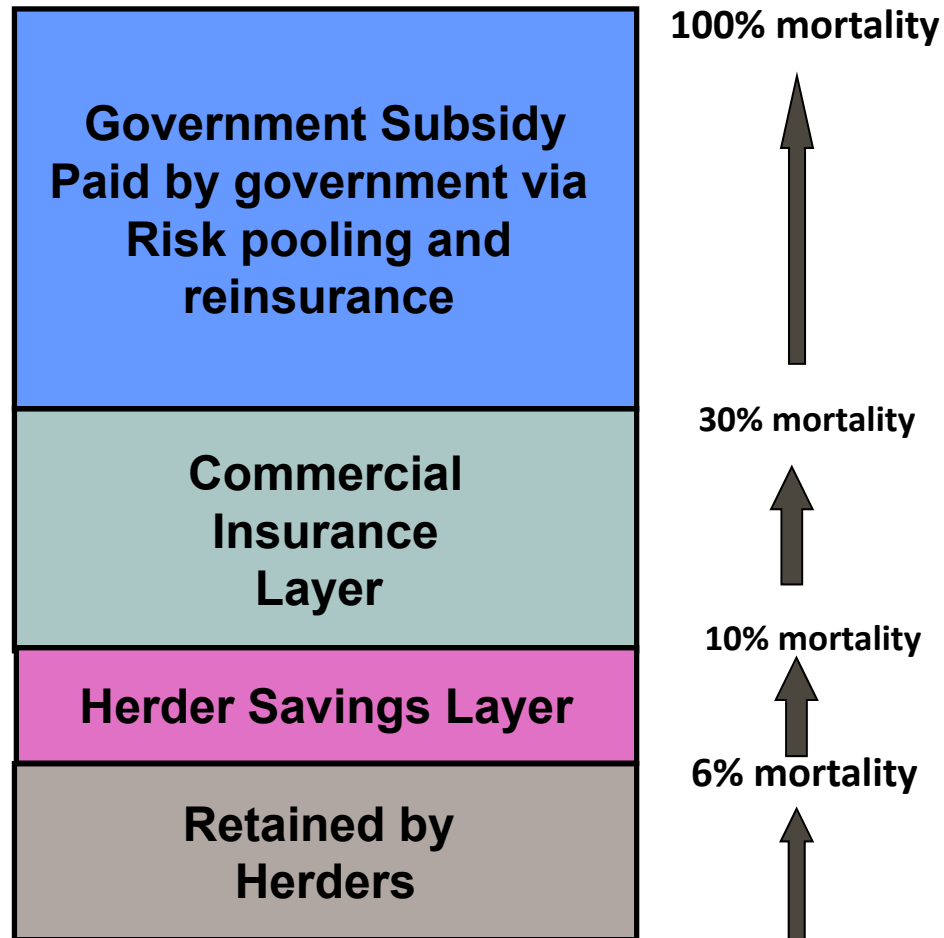 100% mortality
Government Subsidy
Paid by government via
Risk pooling and
reinsurance
30% mortality
Commercial
Insurance
Layer
10% mortality
Herder Savings Layer
6% mortality
Retained by
Herders